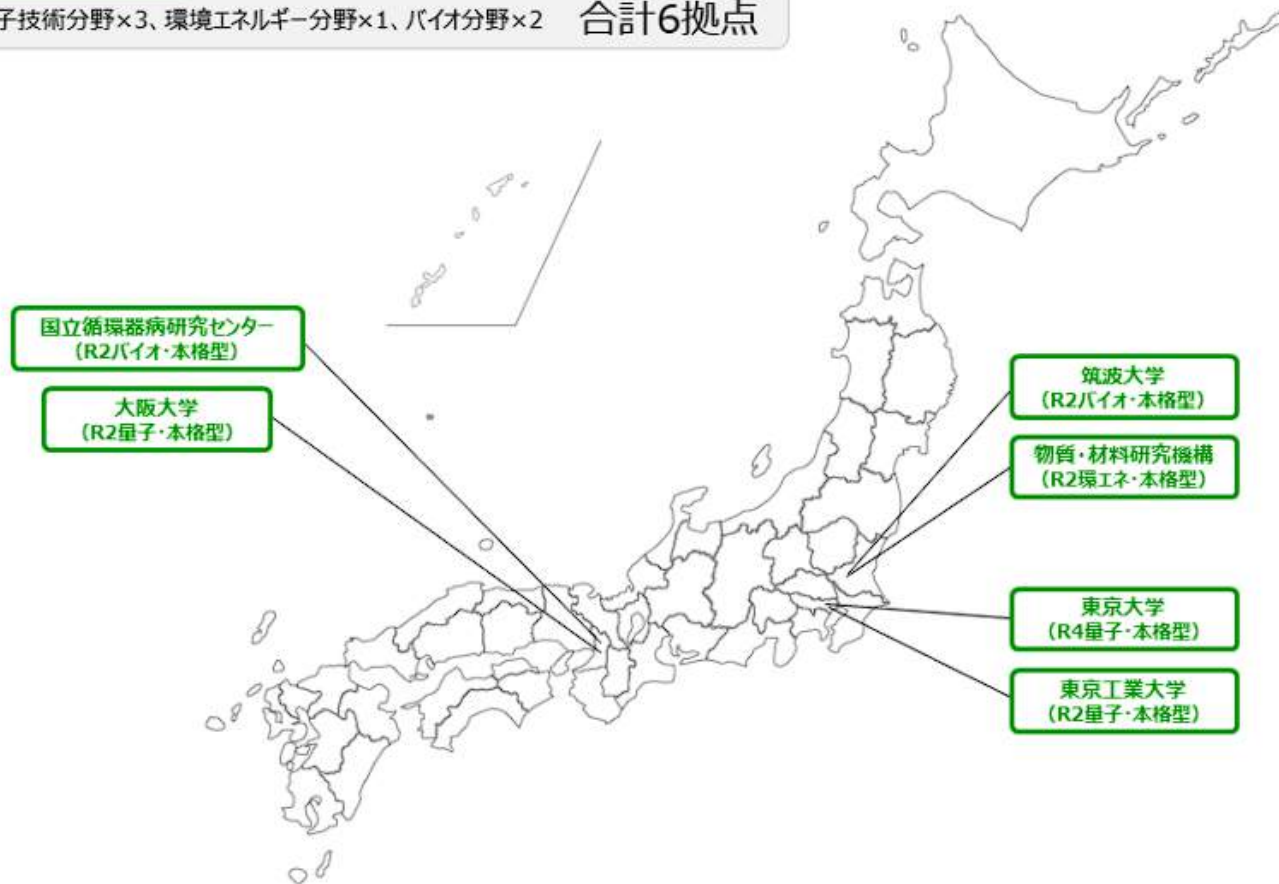 子技術分野×3、環境エネルギー分野×1、バイオ分野×2 合計6拠点
国立循環器病研究センター
(R2バイオ・本格型)
大阪大学
(R2量子・本格型)
筑波大学
(R2バイオ・本格型)
物質・材料研究機構
(R2環エネ・本格型)
東京大学
(R4量子・本格型)
東京工業大学
(R2量子・本格型)